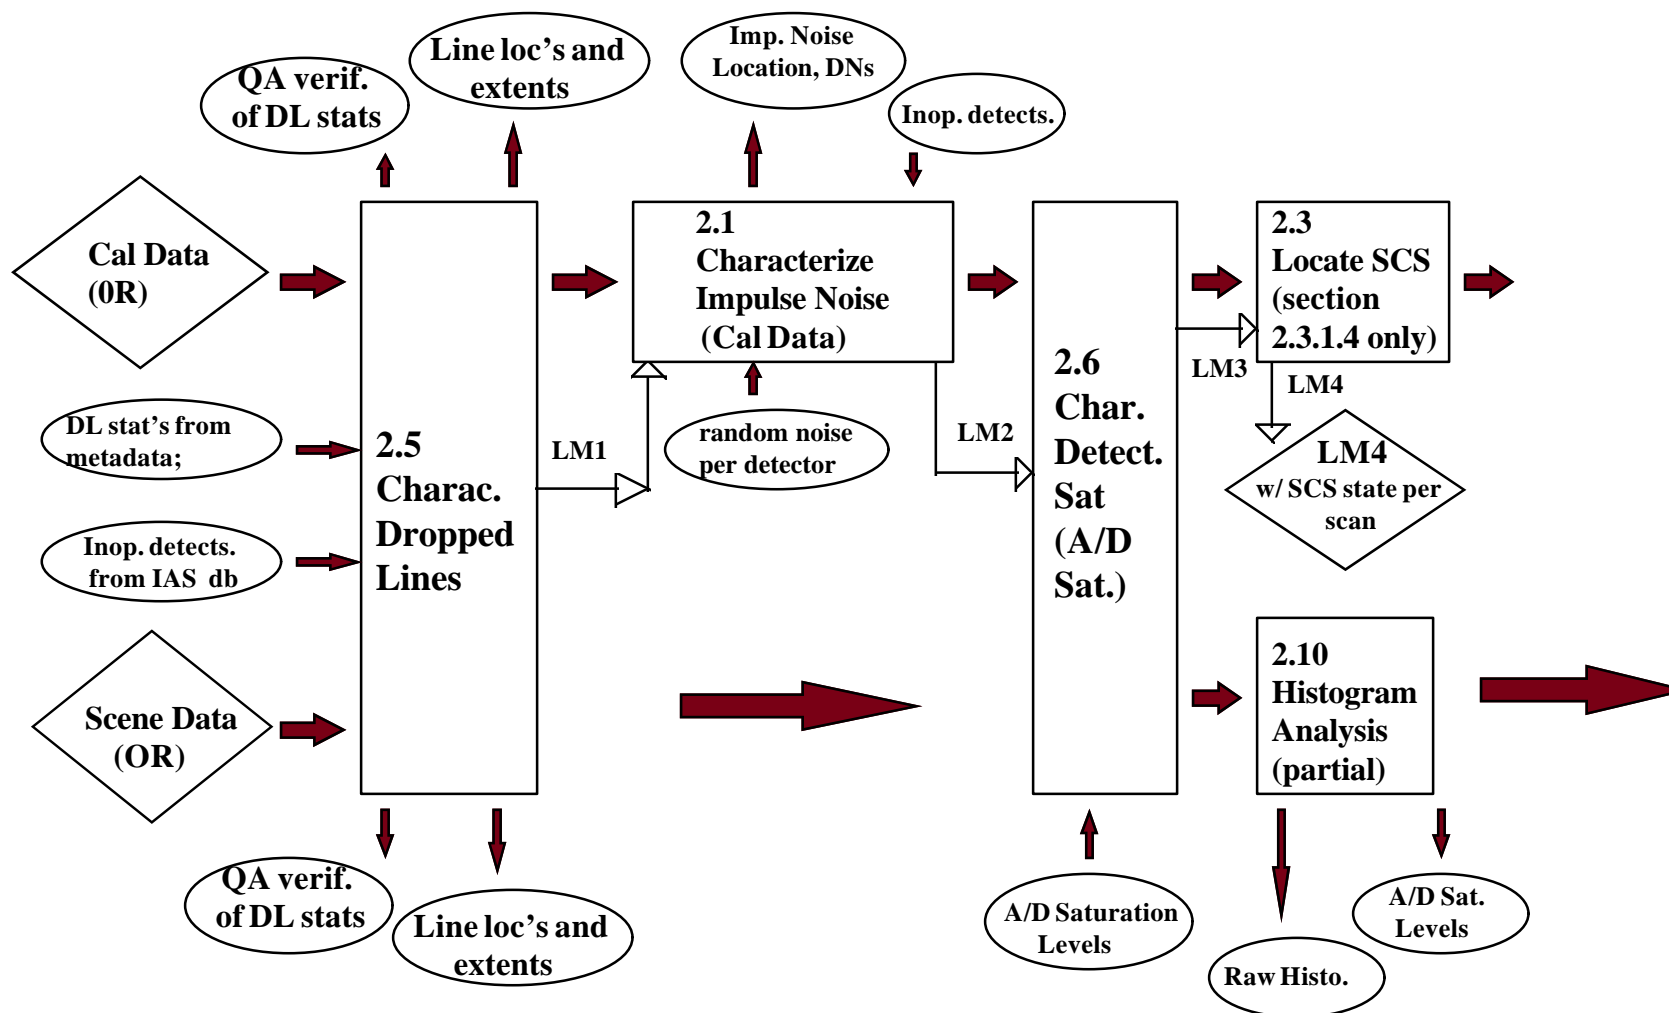 QA verif.
of DL stats
Line loc's and
extents
Imp. Noise
Location, DNs
Inop. detects.
Cal Data
(0R)
DL stat's from
metadata;
Inop. detects.
from IAS db
Scene Data
(OR)
2.5
Charac.
Dropped
Lines
LM1
2.1
Characterize
Impulse Noise
(Cal Data)
random noise
per detector
LM2
2.6
Char.
Detect.
Sat
(A/D
Sat.)
LM3
2.3
Locate SCS
(section
2.3.1.4 only)
LM4
LM4
w/ SCS state per
scan
2.10
Histogram
Analysis
(partial)
QA verif.
of DL stats
Line loc's and
extents
A/D Saturation
Levels
Raw Histo.
A/D Sat.
Levels